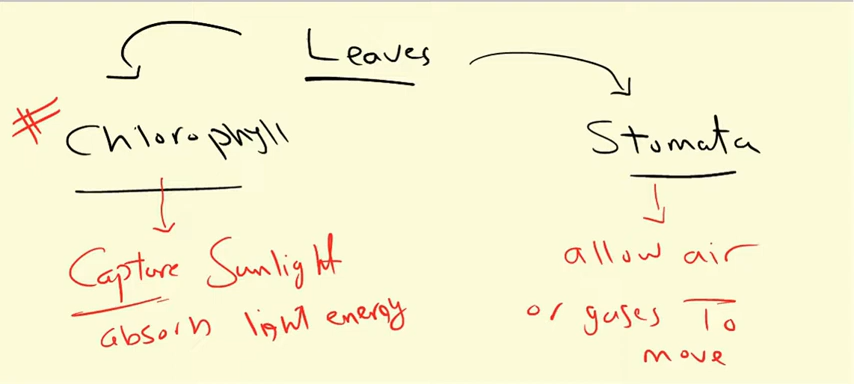 Leaves
# Chlorophyll
Stomata
Capture Sunlight
absorb light energy
allow air
or gases To
move